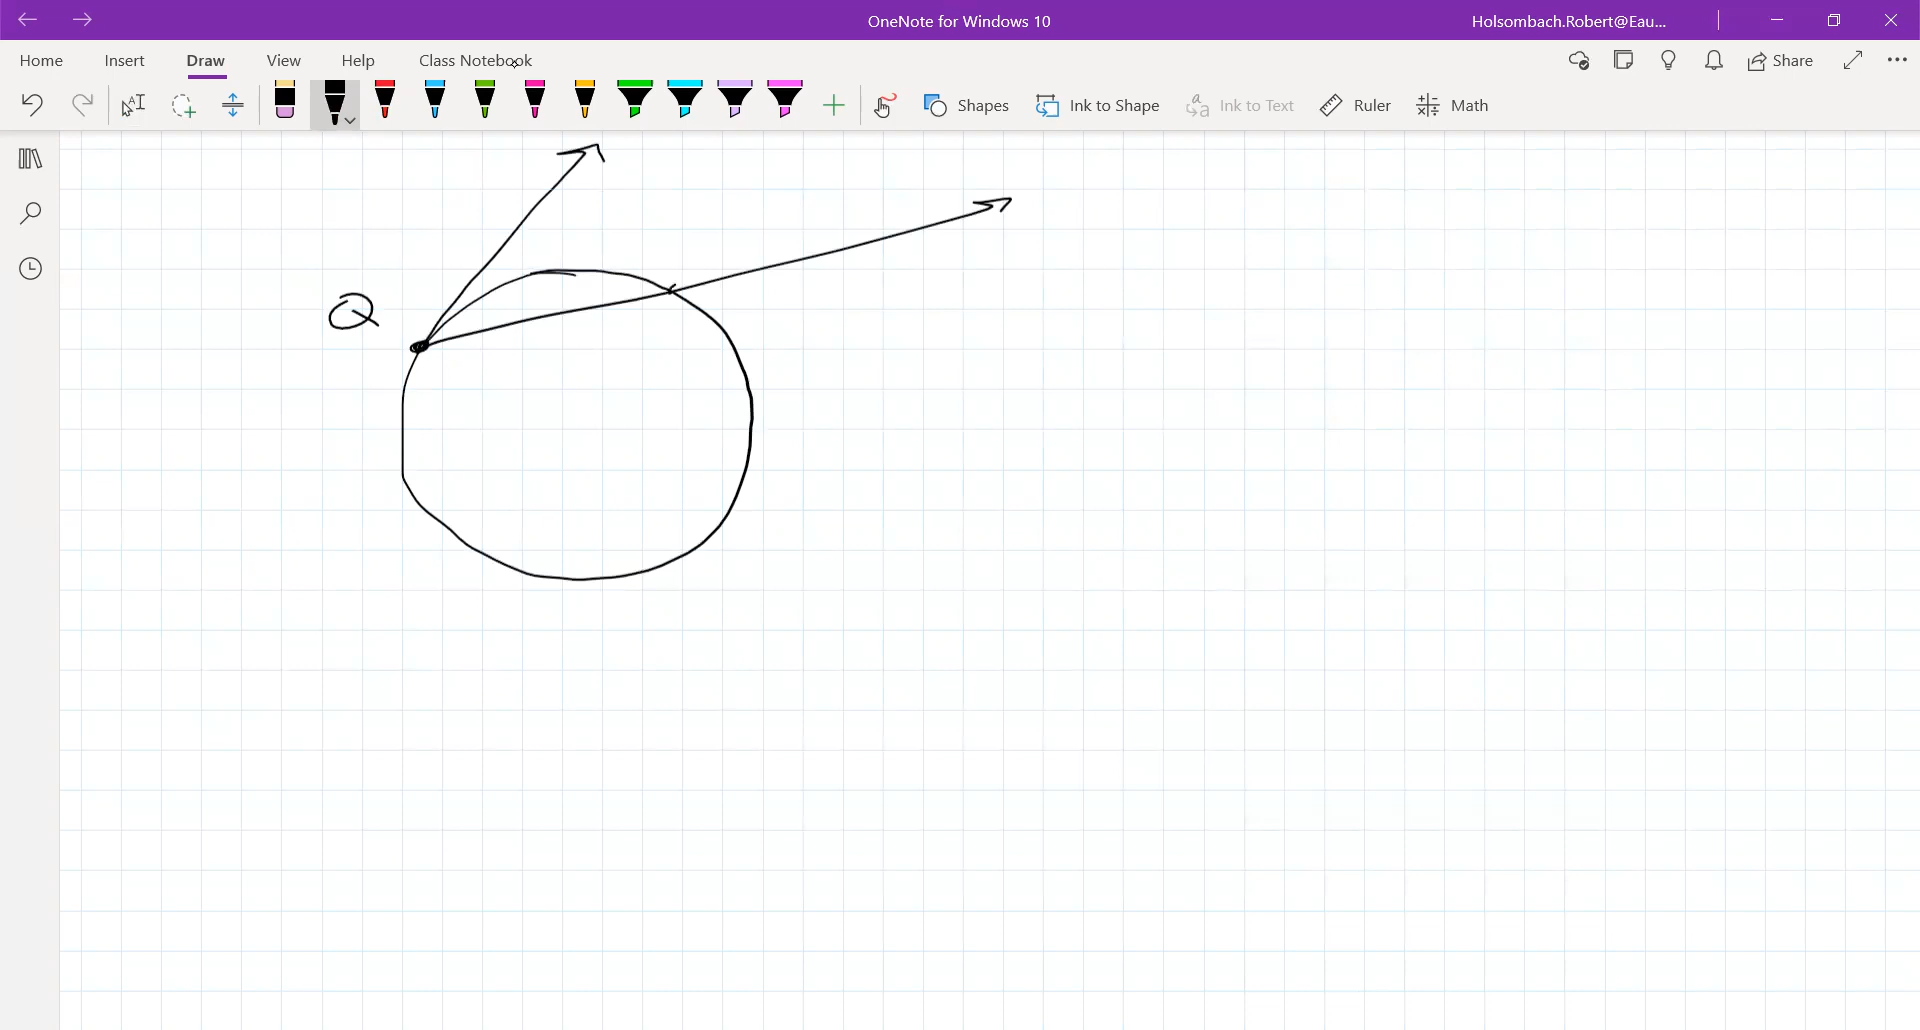 OneNote for Windows 10
Holsombach.Robert@Eau...
Home Insert Draw View Help Class Notebook
Share
Shapes Ink to Shape Ink to Text Ruler Math
Q